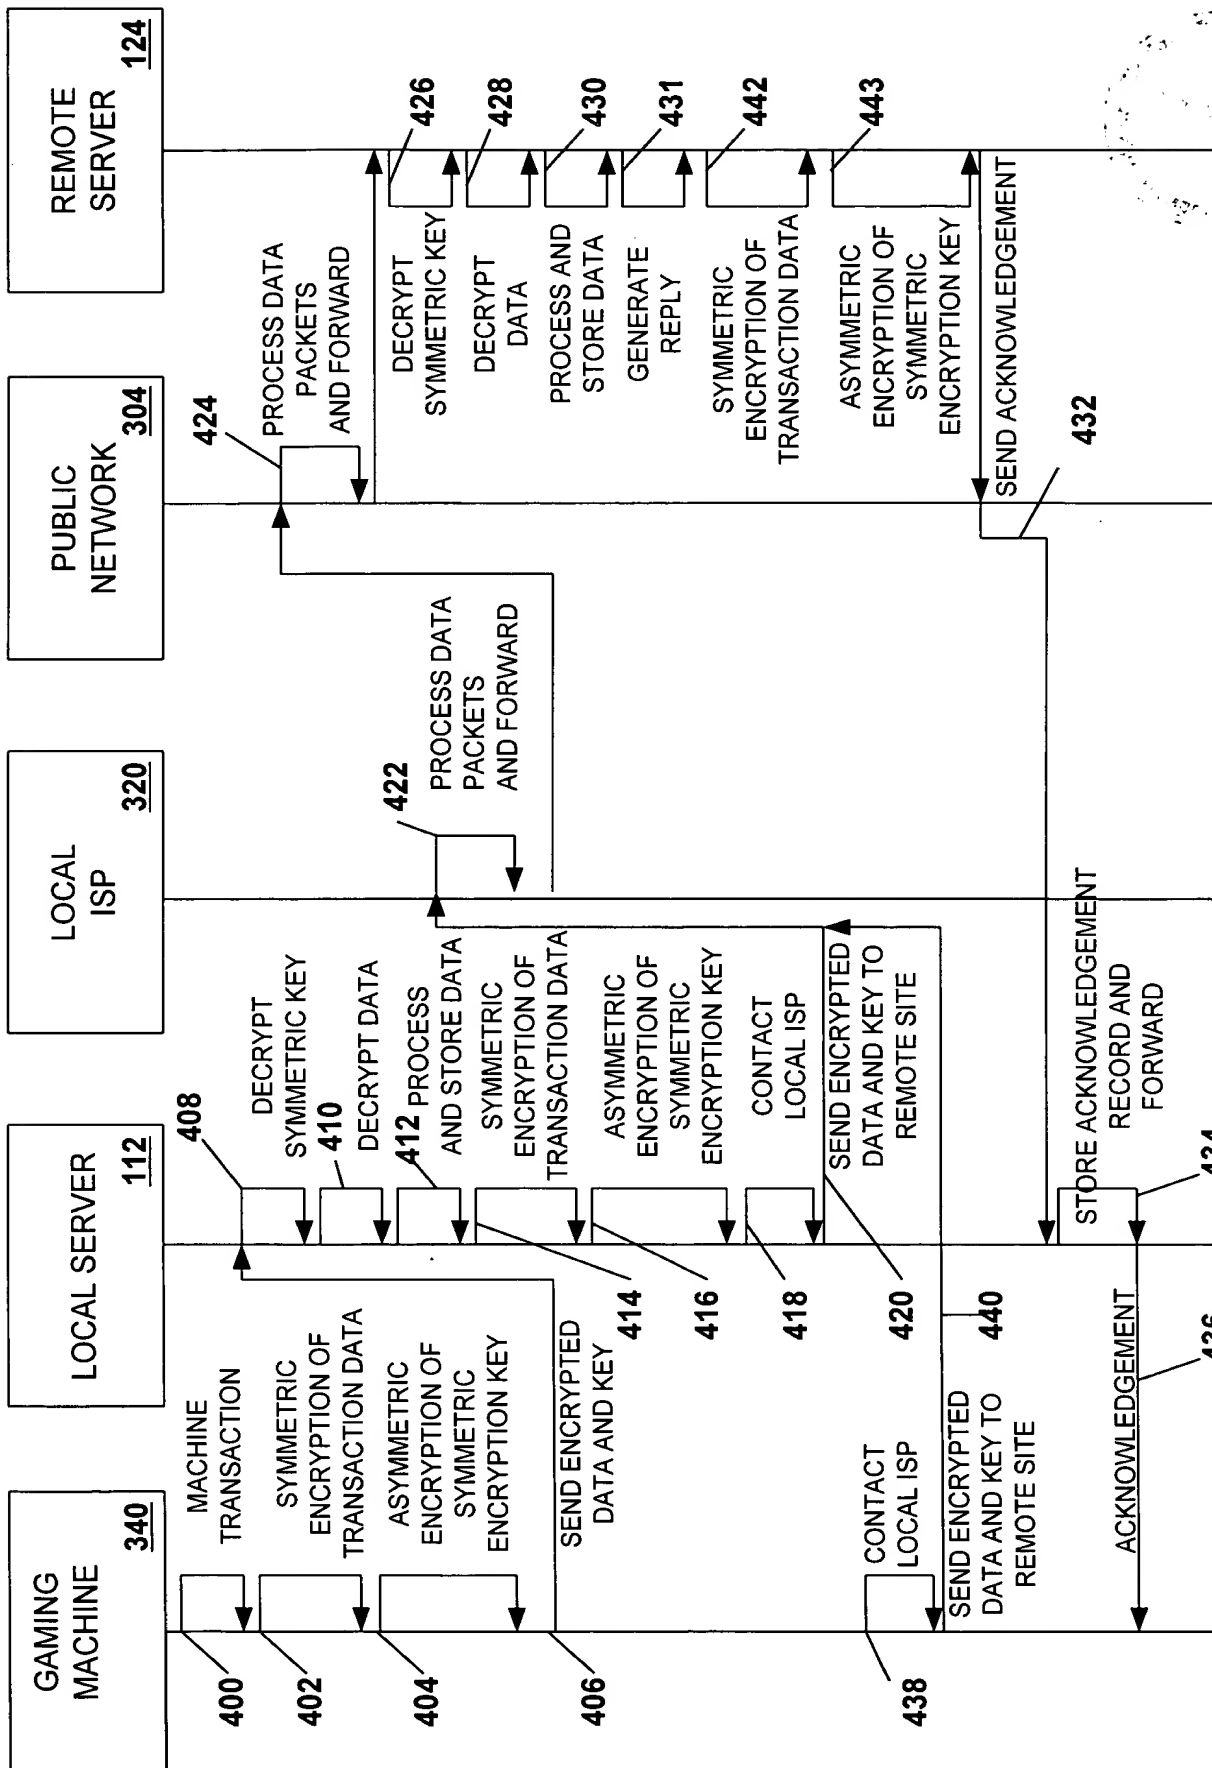 GAMING
MACHINE
340
LOCAL SERVER
112
LOCAL
ISP
320
PUBLIC
NETWORK
304
REMOTE
SERVER
124
400
MACHINE
TRANSACTION
402
SYMMETRIC
ENCRYPTION OF
TRANSACTION DATA
404
ASYMMETRIC
ENCRYPTION OF
SYMMETRIC
ENCRYPTION KEY
406
SEND ENCRYPTED
DATA AND KEY
408
DECRYPT
SYMMETRIC KEY
410
DECRYPT DATA
412
PROCESS
AND STORE DATA
414
SYMMETRIC
ENCRYPTION OF
TRANSACTION DATA
416
ASYMMETRIC
ENCRYPTION OF
SYMMETRIC
ENCRYPTION KEY
418
CONTACT
LOCAL ISP
420
SEND ENCRYPTED
DATA AND KEY TO
REMOTE SITE
422
PROCESS DATA
PACKETS
AND FORWARD
424
PROCESS DATA
PACKETS
AND FORWARD
426
DECRYPT
SYMMETRIC KEY
428
DECRYPT
DATA
430
PROCESS AND
STORE DATA
431
GENERATE
REPLY
442
SYMMETRIC
ENCRYPTION OF
TRANSACTION DATA
443
ASYMMETRIC
ENCRYPTION OF
SYMMETRIC
ENCRYPTION KEY
SEND ACKNOWLEDGEMENT
432
438
CONTACT
LOCAL ISP
440
SEND ENCRYPTED
DATA AND KEY TO
REMOTE SITE
STORE ACKNOWLEDGEMENT
RECORD AND
FORWARD
ACKNOWLEDGEMENT